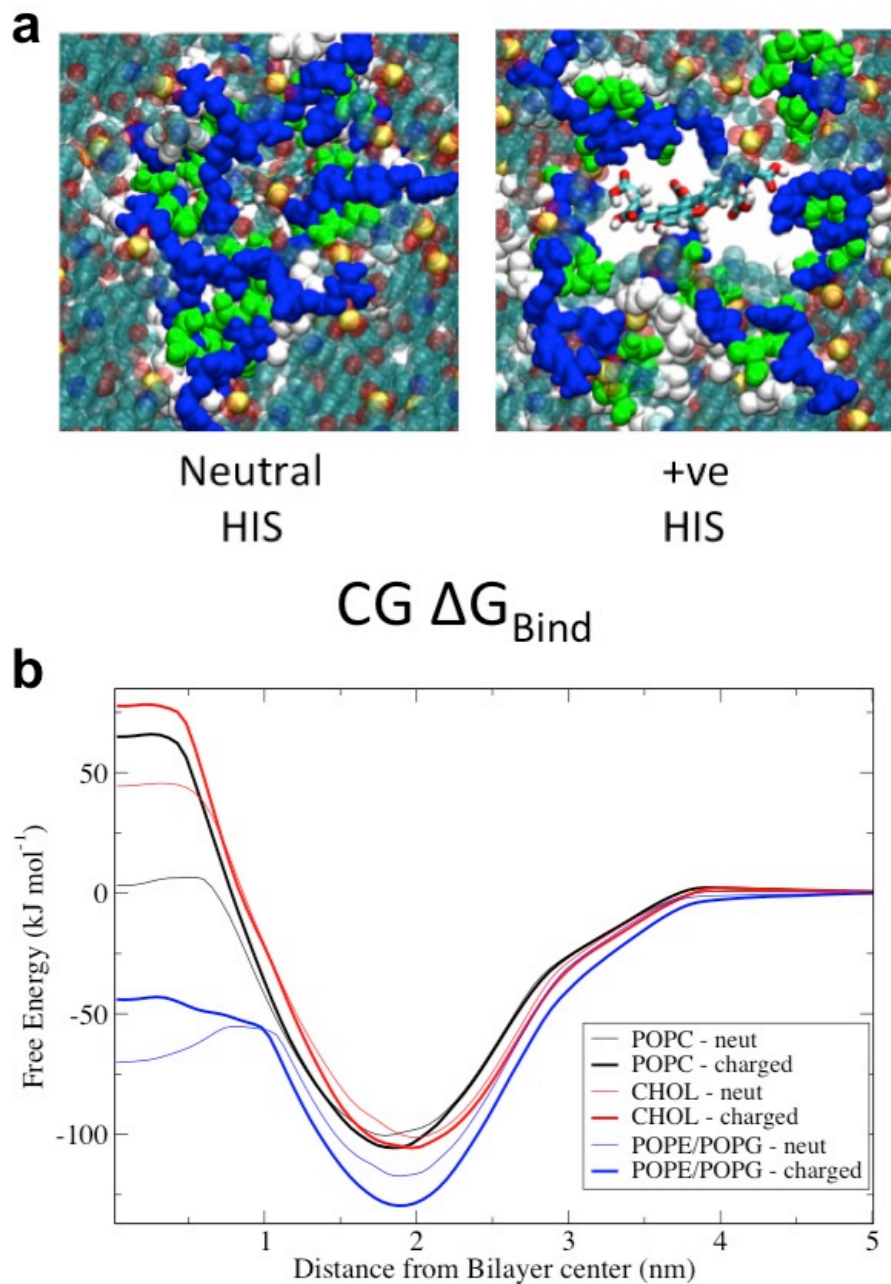 a
Neutral
HIS
+ve
HIS
CG ΔG_Bind
b
Free Energy (kJ mol⁻¹)
50
0
-50
-100
1
2
3
4
5
Distance from Bilayer center (nm)
POPC - neut
POPC - charged
CHOL - neut
CHOL - charged
POPE/POPG - neut
POPE/POPG - charged